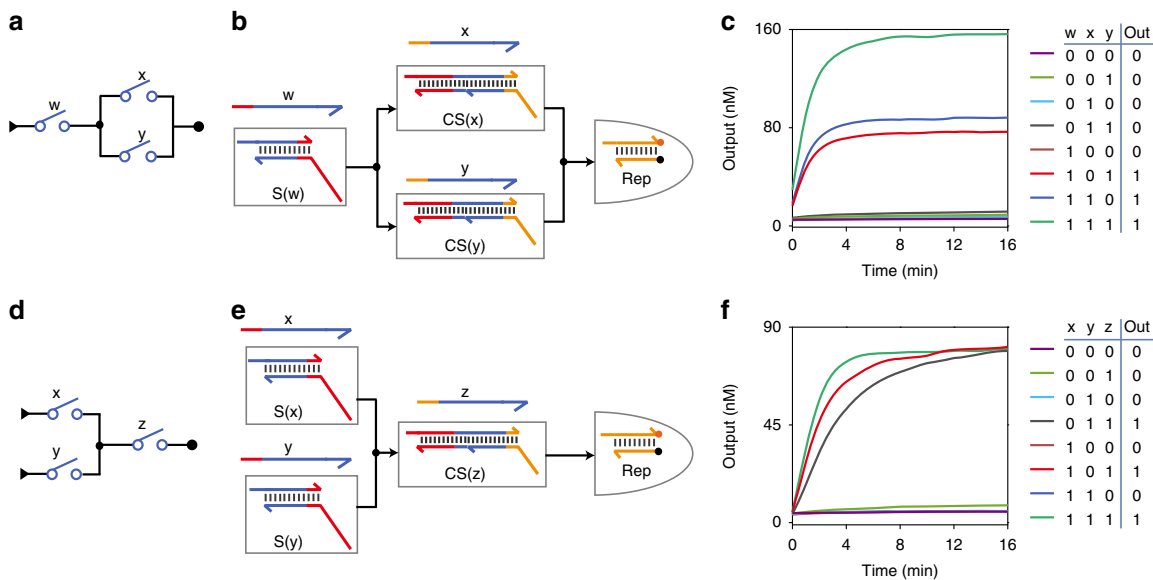 a
w
x
y
b
x
w
CS(x)
y
S(w)
CS(y)
Rep
c
160
80
0
Output (nM)
0 4 8 12 16
Time (min)
w x y Out
0 0 0 0
0 0 1 0
0 1 0 0
0 1 1 0
1 0 0 0
1 0 1 1
1 1 0 1
1 1 1 1
d
x
y
z
e
x
S(x)
y
S(y)
z
CS(z)
Rep
f
90
45
0
Output (nM)
0 4 8 12 16
Time (min)
x y z Out
0 0 0 0
0 0 1 0
0 1 0 0
0 1 1 1
1 0 0 0
1 0 1 1
1 1 0 0
1 1 1 1